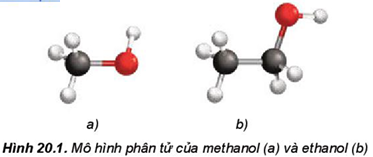 a) b)
Hình 20.1. Mô hình phân tử của methanol (a) và ethanol (b)